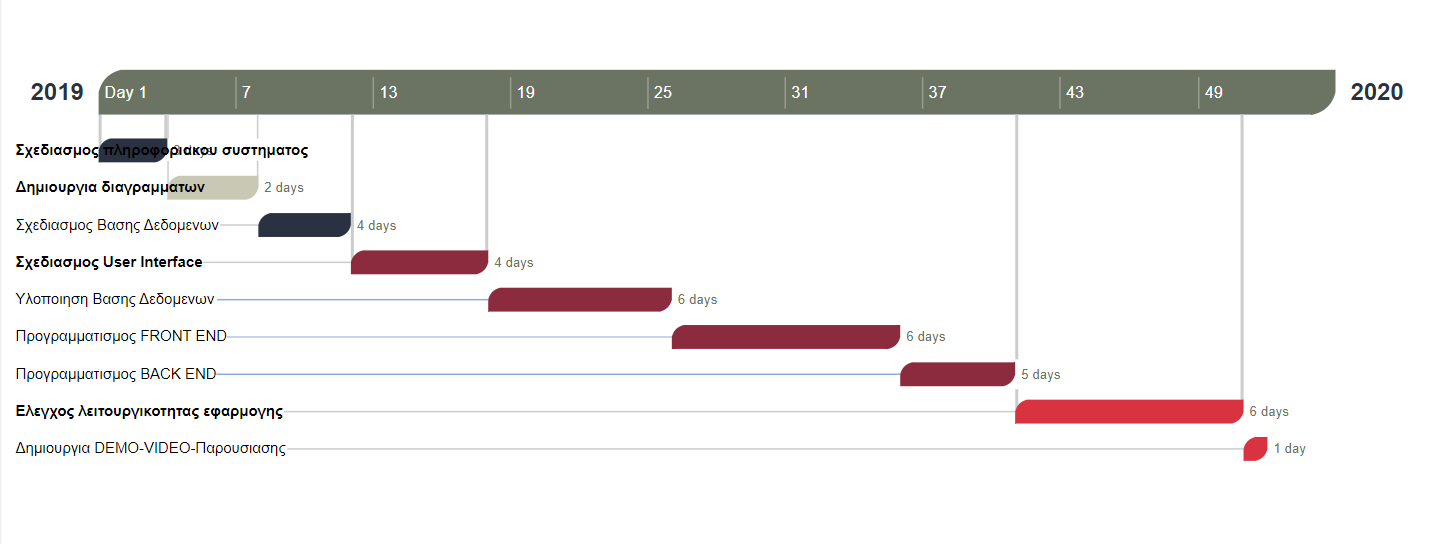 2019 Day 1 7 13 19 25 31 37 43 49 2020
Σχεδιασμος πληροφοριακου συστηματος
Δημιουργια διαγραμματων 2 days
Σχεδιασμος Βασης Δεδομενων 4 days
Σχεδιασμος User Interface 4 days
Υλοποιηση Βασης Δεδομενων 6 days
Προγραμματισμος FRONT END 6 days
Προγραμματισμος BACK END 5 days
Ελεγχος λειτουργικοτητας εφαρμογης 6 days
Δημιουργια DEMO-VIDEO-Παρουσιασης 1 day